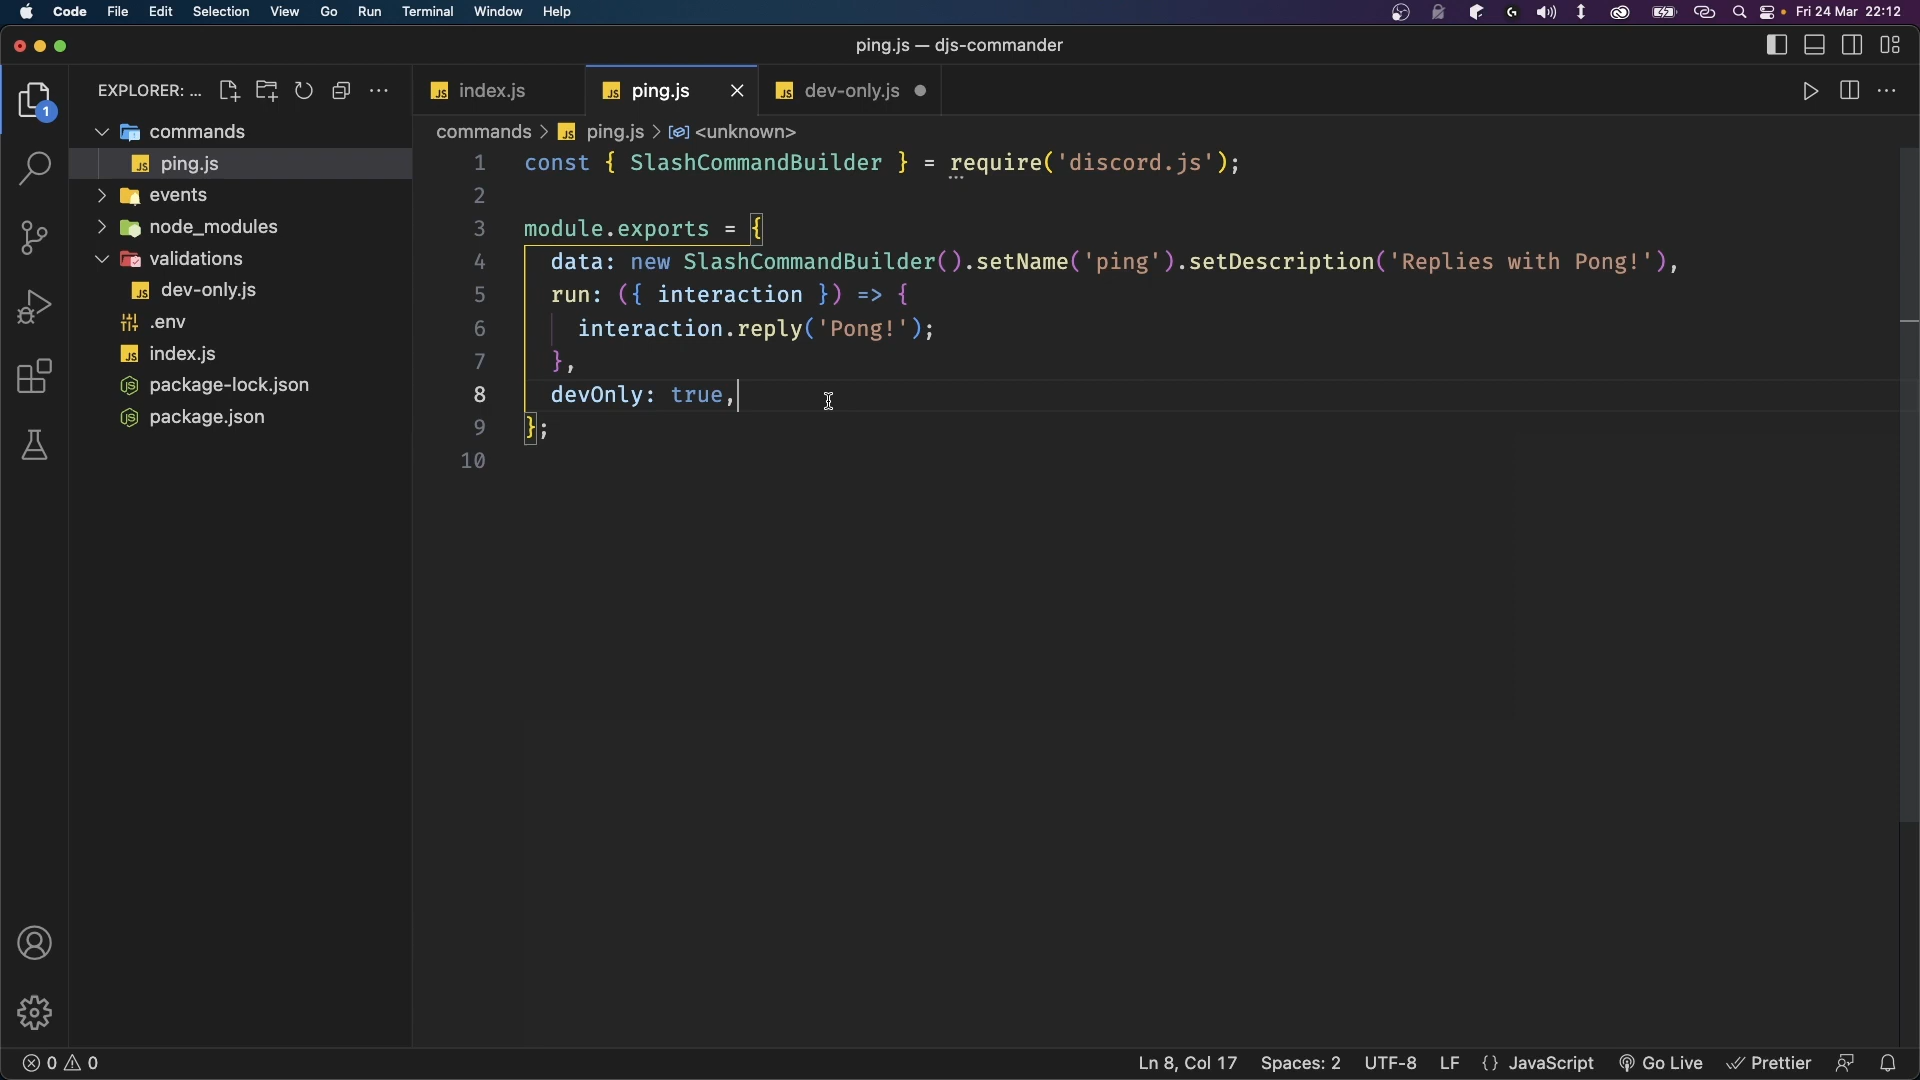 Code File Edit Selection View Go Run Terminal Window Help Fri 24 Mar 22:12
ping.js — djs-commander
EXPLORER: ...
index.js
ping.js
dev-only.js
commands > ping.js > <unknown>
1
commands
ping.js
events
node_modules
validations
dev-only.js
.env
index.js
package-lock.json
package.json
1 const { SlashCommandBuilder } = require('discord.js');
2
3 module.exports = {
4 data: new SlashCommandBuilder().setName('ping').setDescription('Replies with Pong!'),
5 run: ({ interaction }) => {
6 interaction.reply('Pong!');
7 },
8 devOnly: true,
9 };
10
0 0 Ln 8, Col 17 Spaces: 2 UTF-8 LF {} JavaScript Go Live Prettier